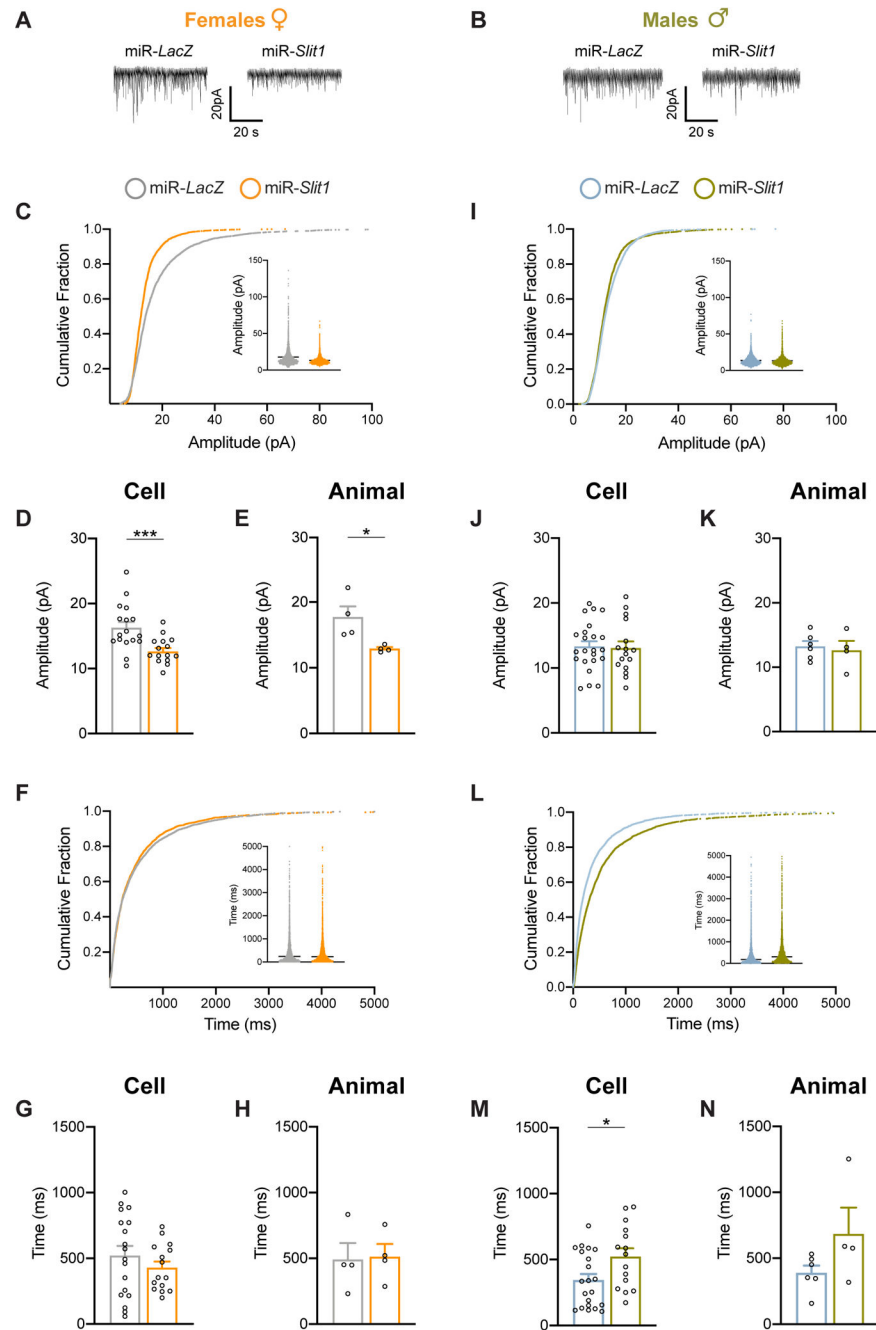 A
Females ♀
miR-LacZ
miR-Slit1
20pA
20 s
B
Males ♂
miR-LacZ
miR-Slit1
20pA
20 s
miR-LacZ
miR-Slit1
C
Cumulative Fraction
1.0
0.8
0.6
0.4
0.2
20
40
60
80
100
Amplitude (pA)
Amplitude (pA)
150
100
50
0
miR-LacZ
miR-Slit1
I
Cumulative Fraction
1.0
0.8
0.6
0.4
0.2
0
20
40
60
80
100
Amplitude (pA)
Amplitude (pA)
150
100
50
0
Cell
D
Amplitude (pA)
30
20
10
0
***
Animal
E
Amplitude (pA)
30
20
10
0
*
Cell
J
Amplitude (pA)
30
20
10
0
Animal
K
Amplitude (pA)
30
20
10
0
F
Cumulative Fraction
1.0
0.8
0.6
0.4
0.2
1000
2000
3000
4000
5000
Time (ms)
Time (ms)
5000
4000
3000
2000
1000
0
L
Cumulative Fraction
1.0
0.8
0.6
0.4
0.2
0
1000
2000
3000
4000
5000
Time (ms)
Time (ms)
5000
4000
3000
2000
1000
0
Cell
G
Time (ms)
1500
1000
500
0
Animal
H
Time (ms)
1500
1000
500
0
Cell
M
Time (ms)
1500
1000
500
0
*
Animal
N
Time (ms)
1500
1000
500
0